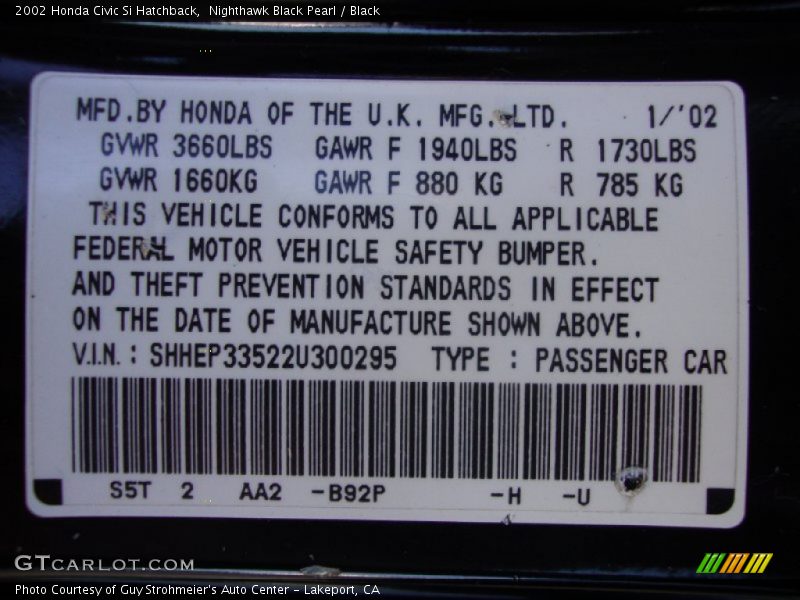 2002 Honda Civic Si Hatchback,  Nighthawk Black Pearl / Black
MFD.BY HONDA OF THE U.K. MFG. LTD. 1/'02
GVWR 3660LBS GAWR F 1940LBS R 1730LBS
GVWR 1660KG GAWR F 880 KG R 785 KG
THIS VEHICLE CONFORMS TO ALL APPLICABLE
FEDERAL MOTOR VEHICLE SAFETY BUMPER.
AND THEFT PREVENTION STANDARDS IN EFFECT
ON THE DATE OF MANUFACTURE SHOWN ABOVE.
V.I.N.: SHHEP33522U300295 TYPE : PASSENGER CAR
S5T 2 AA2 -B92P -H -U
GTCARLOT.COM
Photo Courtesy of Guy Strohmeier's Auto Center - Lakeport, CA